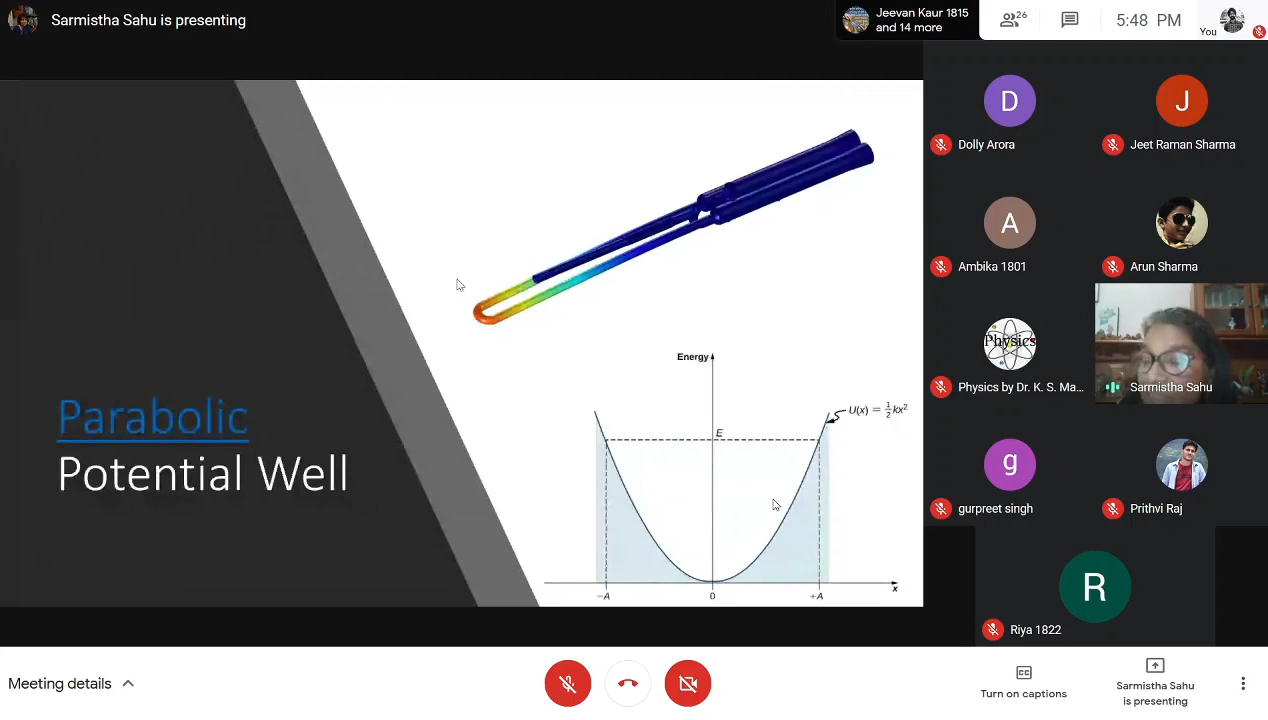 Sarmistha Sahu is presenting
Jeevan Kaur 1815
and 14 more
26
5:48 PM
You
Parabolic
Potential Well
Energy
E
U(x) = ½kx²
−A
0
+A
x
D
Dolly Arora
J
Jeet Raman Sharma
A
Ambika 1801
Arun Sharma
Physics
Physics by Dr. K. S. Ma...
Sarmistha Sahu
g
gurpreet singh
Prithvi Raj
R
Riya 1822
Meeting details
CC
Turn on captions
Sarmistha Sahu
is presenting